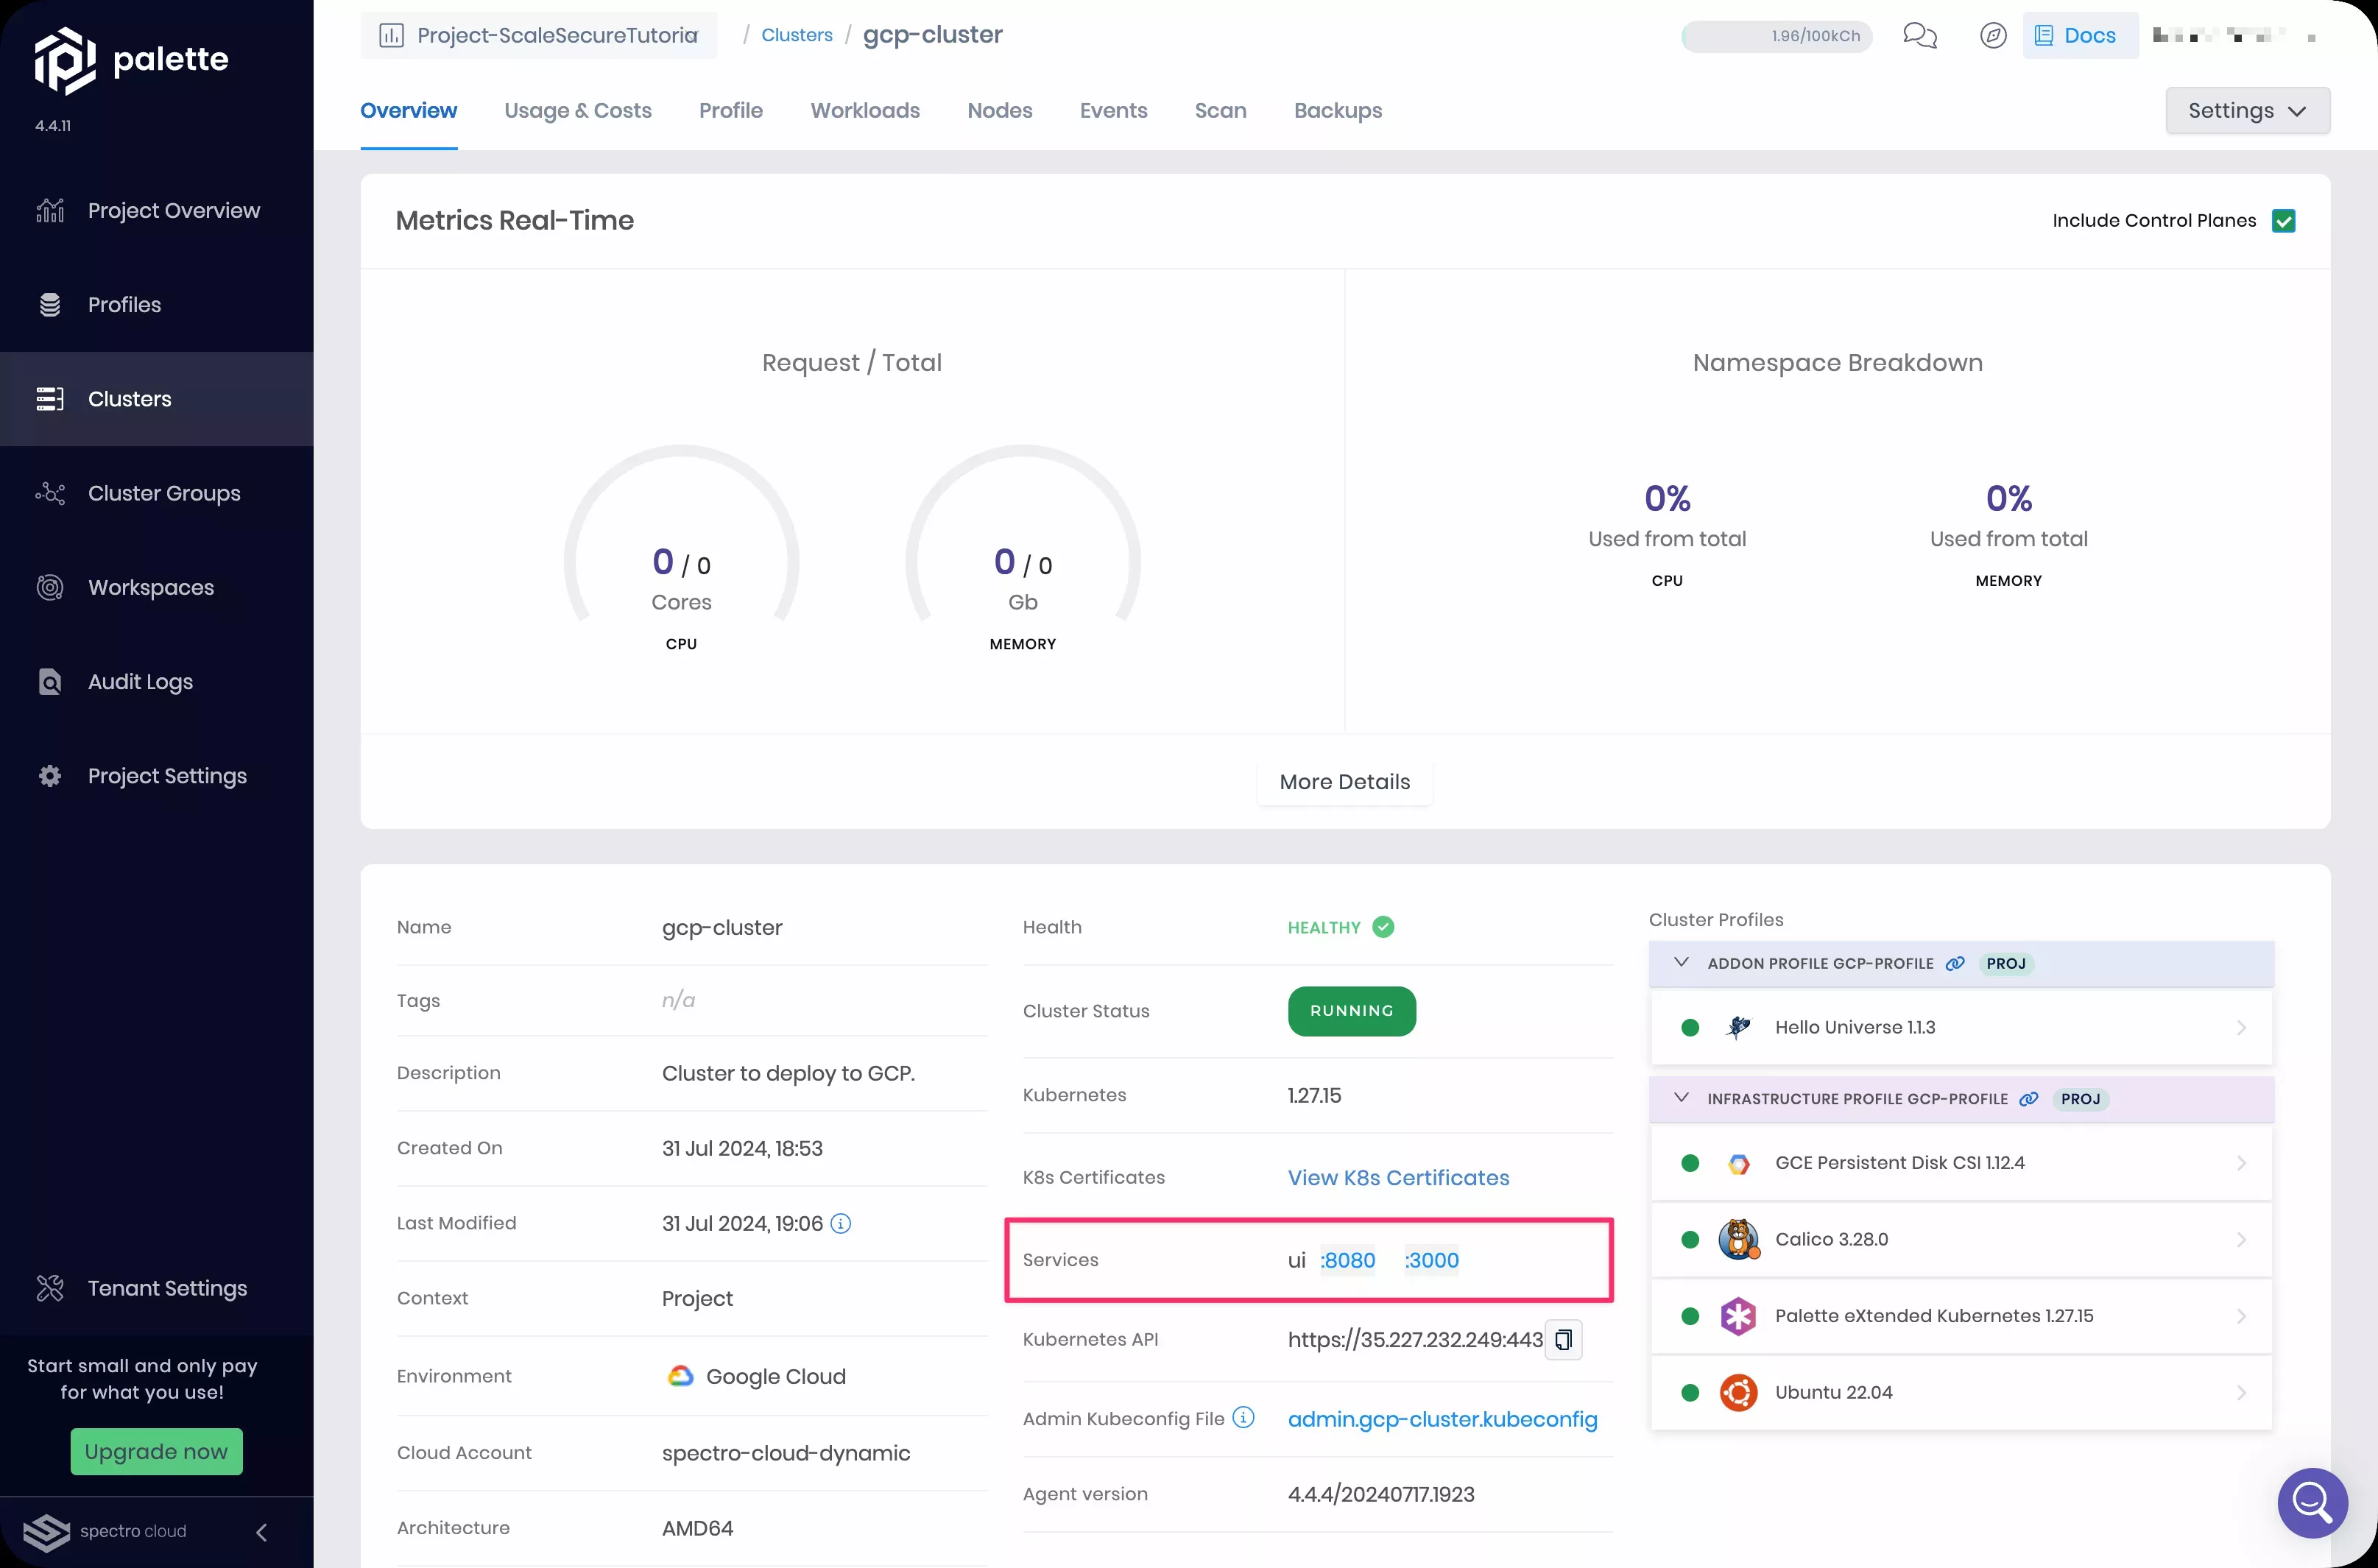 palette
4.4.11
Project Overview
Profiles
Clusters
Cluster Groups
Workspaces
Audit Logs
Project Settings
Tenant Settings
Start small and only pay
for what you use!
Upgrade now
spectro cloud
Project-ScaleSecureTutoria / Clusters / gcp-cluster
1.96/100kCh
Docs
Overview Usage & Costs Profile Workloads Nodes Events Scan Backups
Settings
Metrics Real-Time
Include Control Planes
Request / Total
0 / 0
Cores
CPU
0 / 0
Gb
MEMORY
Namespace Breakdown
0%
Used from total
CPU
0%
Used from total
MEMORY
More Details
Name gcp-cluster
Tags n/a
Description Cluster to deploy to GCP.
Created On 31 Jul 2024, 18:53
Last Modified 31 Jul 2024, 19:06
Context Project
Environment Google Cloud
Cloud Account spectro-cloud-dynamic
Architecture AMD64
Health HEALTHY
Cluster Status RUNNING
Kubernetes 1.27.15
K8s Certificates View K8s Certificates
Services ui :8080 :3000
Kubernetes API https://35.227.232.249:443
Admin Kubeconfig File admin.gcp-cluster.kubeconfig
Agent version 4.4.4/20240717.1923
Cluster Profiles
ADDON PROFILE GCP-PROFILE PROJ
Hello Universe 1.1.3
INFRASTRUCTURE PROFILE GCP-PROFILE PROJ
GCE Persistent Disk CSI 1.12.4
Calico 3.28.0
Palette eXtended Kubernetes 1.27.15
Ubuntu 22.04